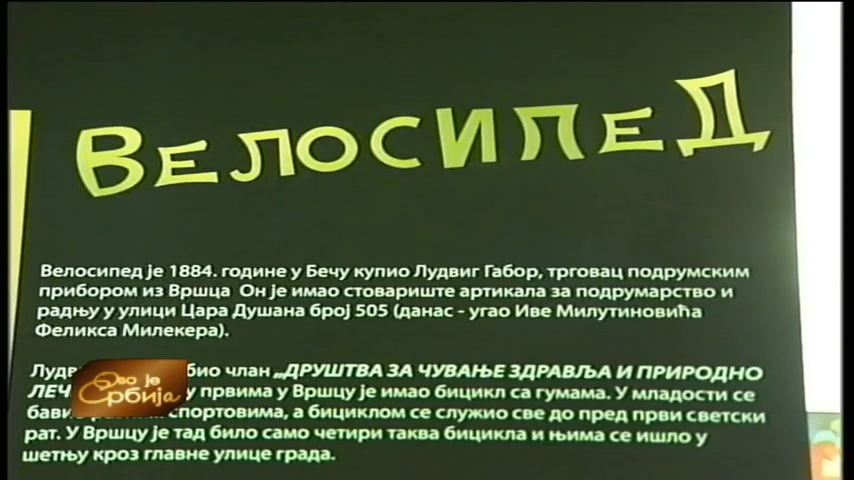 Велосипед
Велосипед је 1884. године у Бечу купио Лудвиг Габор, трговац подрумским
прибором из Вршца Он је имао стовариште артикала за подрумарство и
радњу у улици Цара Душана број 505 (данас - угао Иве Милутиновића
Феликса Милекера).
био члан „ДРУШТВА ЗА ЧУВАЊЕ ЗДРАВЉА И ПРИРОДНО
у првима у Вршцу је имао бицикл са гумама. У младости се
спортовима, а бициклом се служио све до пред први светски
рат. У Вршцу је тад било само четири таква бицикла и њима се ишло у
шетњу кроз главне улице града.
Ово је
Србија